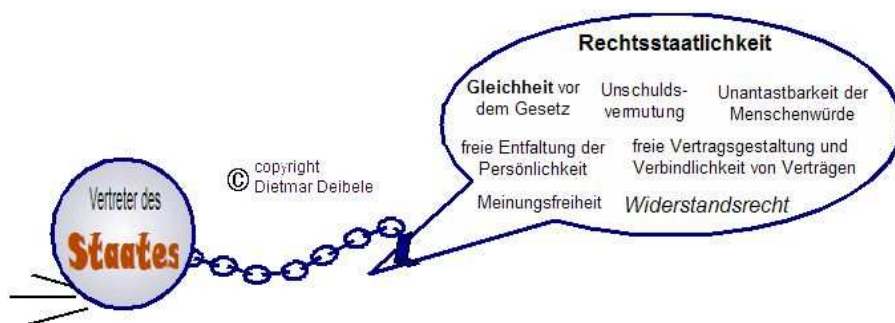 Rechtsstaatlichkeit
Gleichheit vor
dem Gesetz
Unschulds-
vermutung
Unantastbarkeit der
Menschenwürde
freie Entfaltung der
Persönlichkeit
freie Vertragsgestaltung und
Verbindlichkeit von Verträgen
Meinungsfreiheit
Widerstandsrecht
© copyright
Dietmar Deibele
Vertreter des
Staates